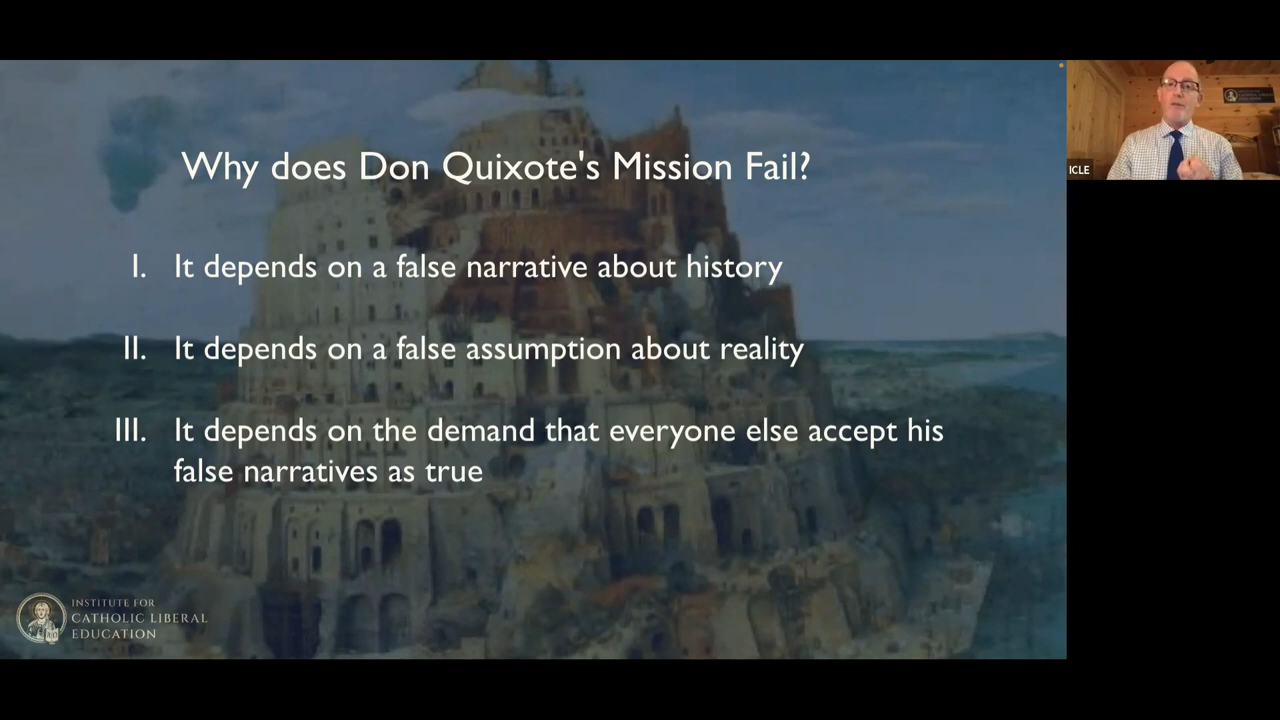 Why does Don Quixote's Mission Fail?
I. It depends on a false narrative about history
II. It depends on a false assumption about reality
III. It depends on the demand that everyone else accept his
false narratives as true
INSTITUTE FOR
CATHOLIC LIBERAL
EDUCATION
ICLE